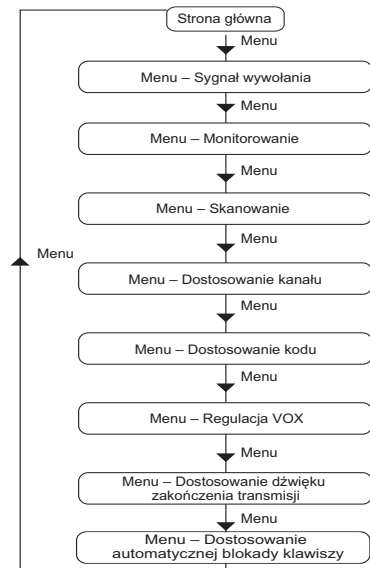 Strona główna
Menu
Menu – Sygnał wywołania
Menu
Menu – Monitorowanie
Menu
Menu – Skanowanie
Menu
Menu
Menu – Dostosowanie kanału
Menu
Menu – Dostosowanie kodu
Menu
Menu – Regulacja VOX
Menu
Menu – Dostosowanie dźwięku
zakończenia transmisji
Menu
Menu – Dostosowanie
automatycznej blokady klawiszy